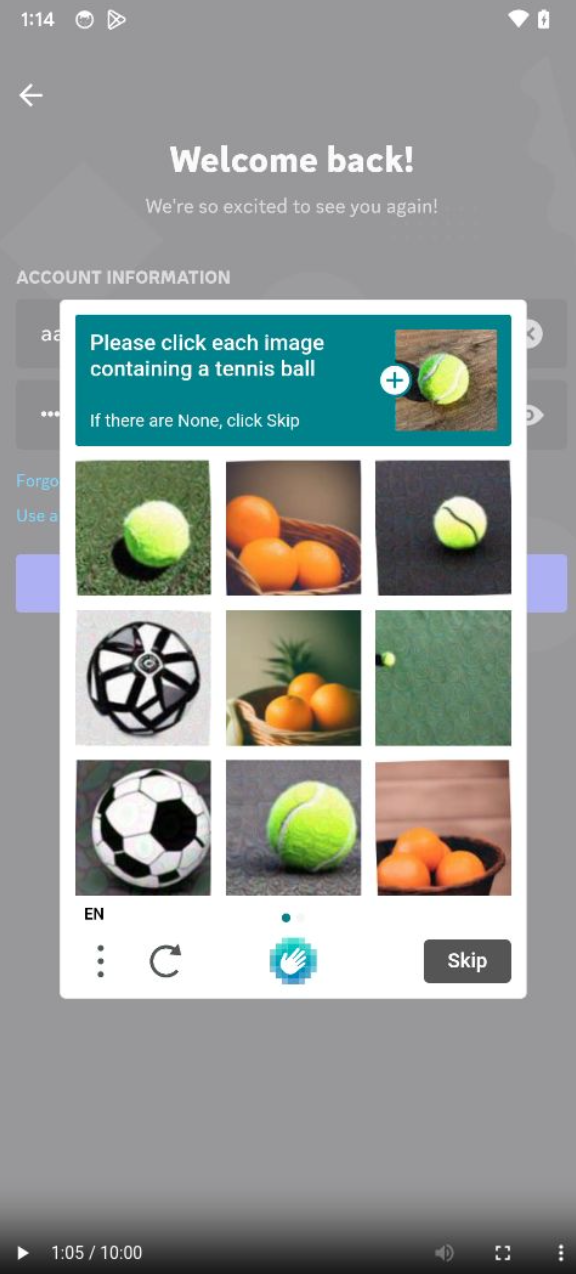 1:14
Welcome back!
We're so excited to see you again!
ACCOUNT INFORMATION
Please click each image
containing a tennis ball
If there are None, click Skip
Forgo
Use a
EN
Skip
1:05 / 10:00